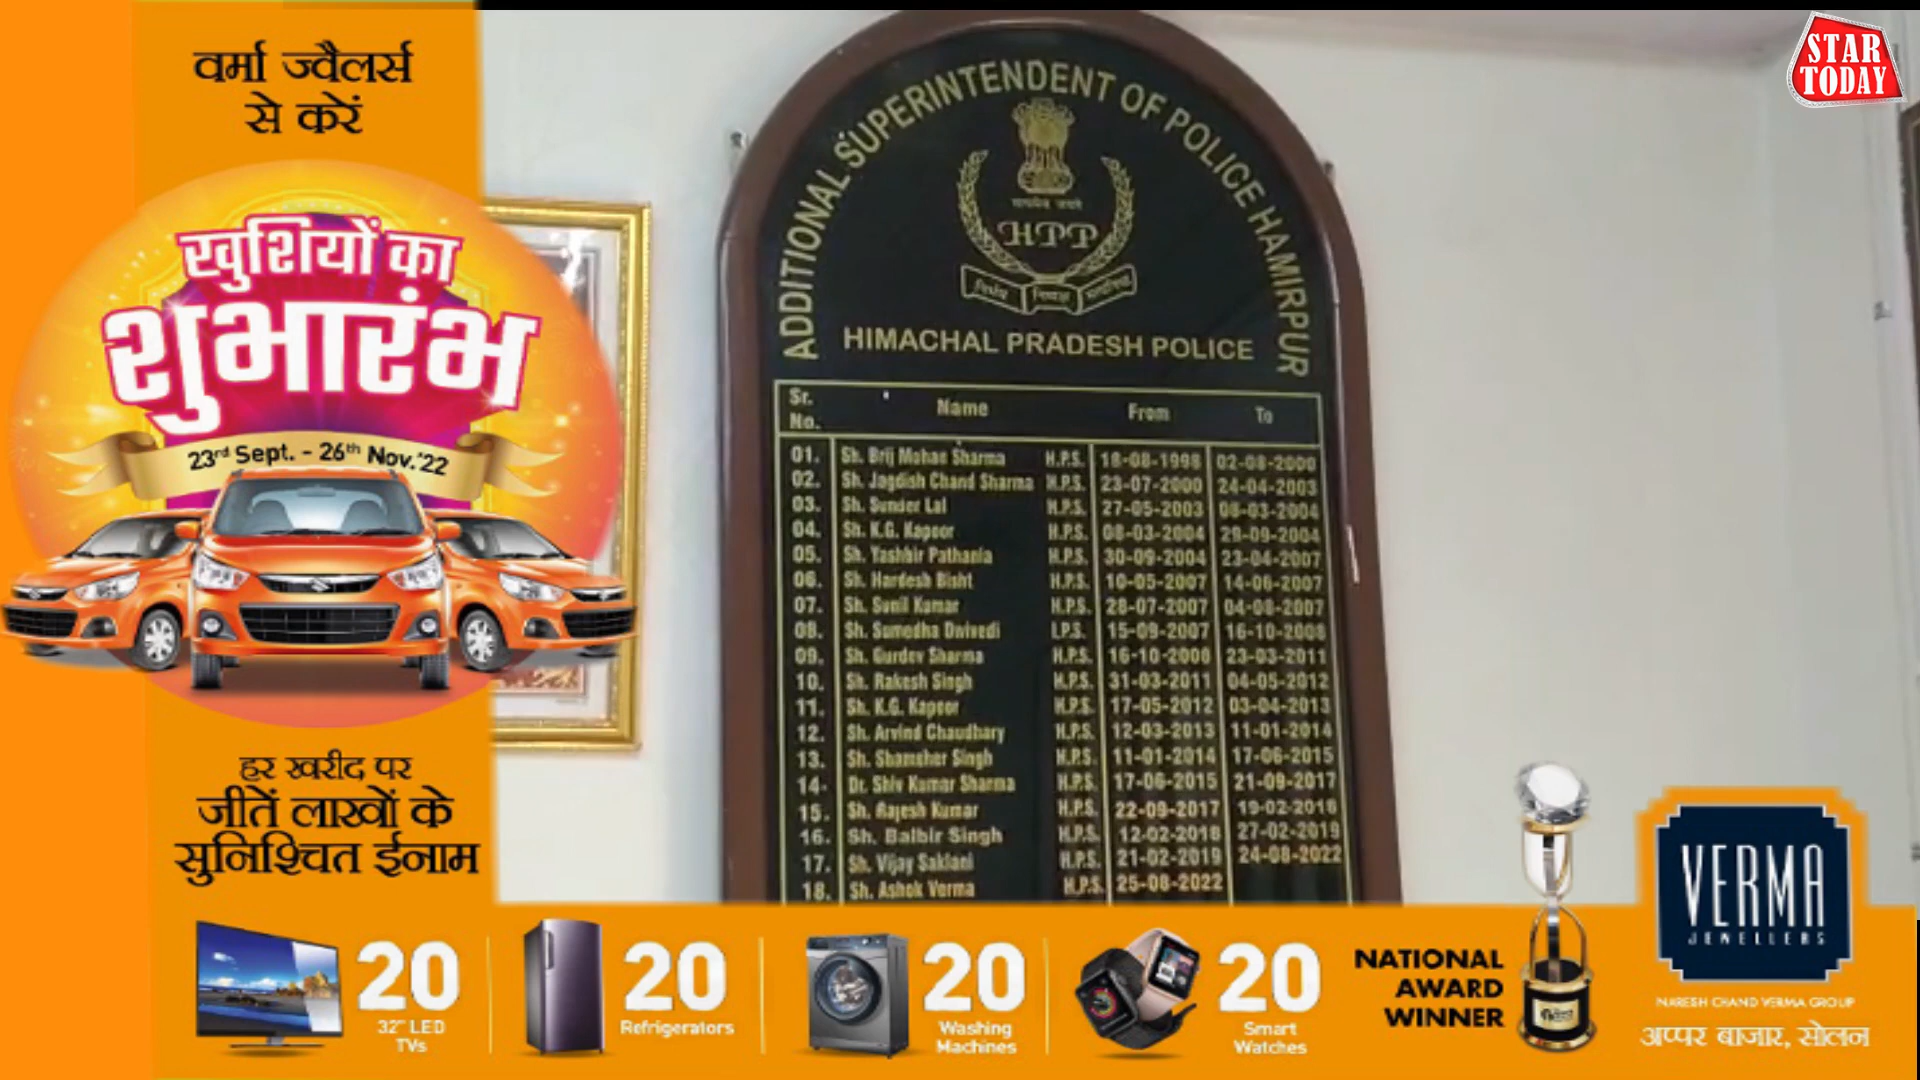 वर्मा ज्वैलर्स
से करें
खुशियों का
शुभारंभ
23rd Sept. - 26th Nov.'22
हर खरीद पर
जीतें लाखों के
सुनिश्चित ईनाम
STAR
TODAY
ADDITIONAL SUPERINTENDENT OF POLICE HAMIRPUR
सत्यमेव जयते
HPP
HIMACHAL PRADESH POLICE
Sr. No. Name From To
01. Sh. Brij Mohan Sharma H.P.S. 18-08-1998 02-08-2000
02. Sh. Jagdish Chand Sharma H.P.S. 23-07-2000 24-04-2003
03. Sh. Sunder Lal H.P.S. 27-05-2003 08-03-2004
04. Sh. K.G. Kapoor H.P.S. 08-03-2004 29-09-2004
05. Sh. Yashbir Pathania H.P.S. 30-09-2004 23-04-2007
06. Sh. Hardesh Bisht H.P.S. 10-05-2007 14-06-2007
07. Sh. Sunil Kumar H.P.S. 28-07-2007 04-08-2007
08. Sh. Sumedha Dwivedi I.P.S. 15-09-2007 16-10-2008
09. Sh. Gurdev Sharma H.P.S. 16-10-2008 23-03-2011
10. Sh. Rakesh Singh H.P.S. 31-03-2011 04-05-2012
11. Sh. K.G. Kapoor H.P.S. 17-05-2012 03-04-2013
12. Sh. Arvind Chaudhary H.P.S. 12-03-2013 11-01-2014
13. Sh. Shamsher Singh H.P.S. 11-01-2014 17-06-2015
14. Dr. Shiv Kumar Sharma H.P.S. 17-06-2015 21-09-2017
15. Sh. Rajesh Kumar H.P.S. 22-09-2017 19-02-2018
16. Sh. Balbir Singh H.P.S. 12-02-2018 27-02-2019
17. Sh. Vijay Saklani H.P.S. 21-02-2019 24-08-2022
18. Sh. Ashok Verma H.P.S. 25-08-2022
20
32" LED
TVs
20
Refrigerators
20
Washing
Machines
20
Smart
Watches
NATIONAL
AWARD
WINNER
VERMA
JEWELLERS
NARESH CHAND VERMA GROUP
अप्पर बाजार, सोलन